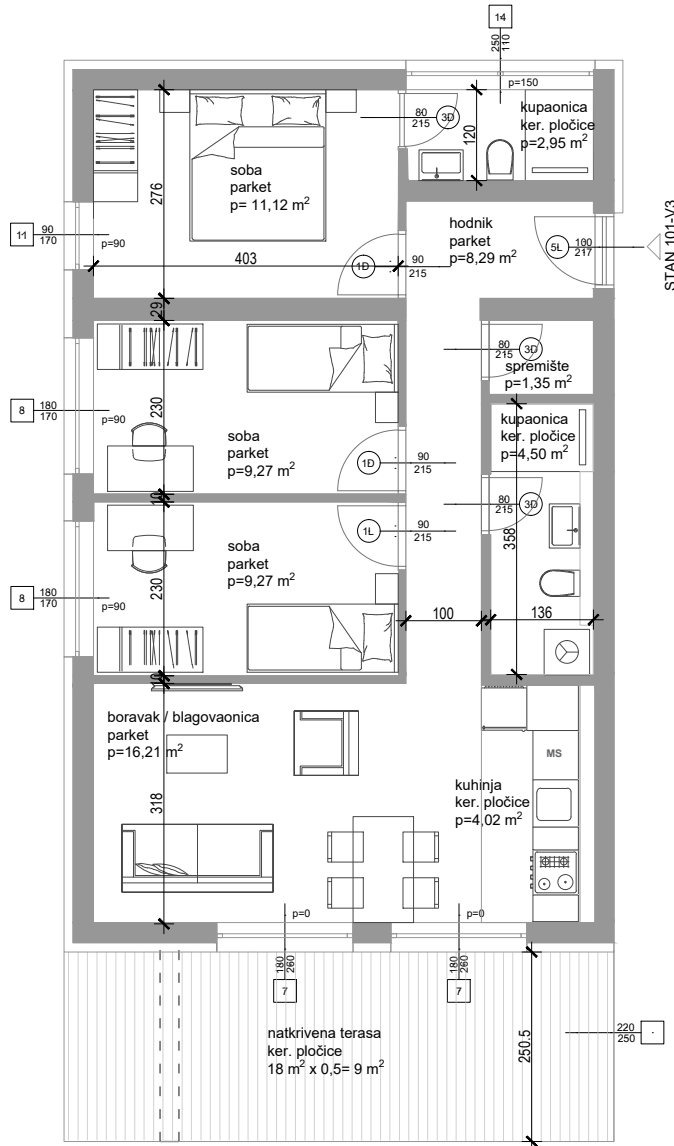 14
250
110
p=150
80
215
3D
kupaonica
ker. pločice
p=2,95 m²
120
soba
parket
p= 11,12 m²
276
11
90
170
p=90
403
1D
90
215
hodnik
parket
p=8,29 m²
5L
100
217
STAN 101-V3
29
80
215
3D
spremište
p=1,35 m²
8
180
170
p=90
230
soba
parket
p=9,27 m²
1D
90
215
kupaonica
ker. pločice
p=4,50 m²
10
80
215
3D
358
1L
90
215
soba
parket
p=9,27 m²
8
180
170
p=90
230
100
136
10
boravak / blagovaonica
parket
p=16,21 m²
318
MS
kuhinja
ker. pločice
p=4,02 m²
p=0
p=0
180
260
7
180
260
7
natkrivena terasa
ker. pločice
18 m² x 0,5= 9 m²
250.5
220
250
-